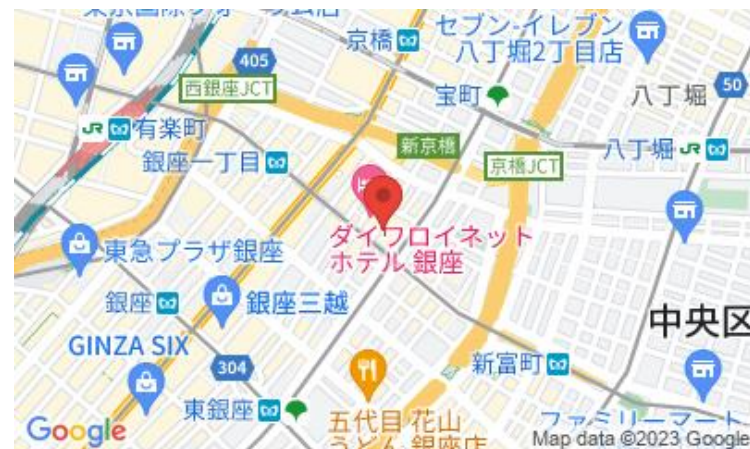 京橋
セブン-イレブン
八丁堀2丁目店
405
西銀座JCT
宝町
八丁堀
50
JR 有楽町
新京橋
銀座一丁目
京橋JCT
八丁堀 JR
ダイワロイネット
ホテル 銀座
東急プラザ銀座
銀座
銀座三越
中央区
GINZA SIX
304
新富町
東銀座
五代目 花山
うどん 銀座店
ファミリーマート
Google
Map data ©2023 Google